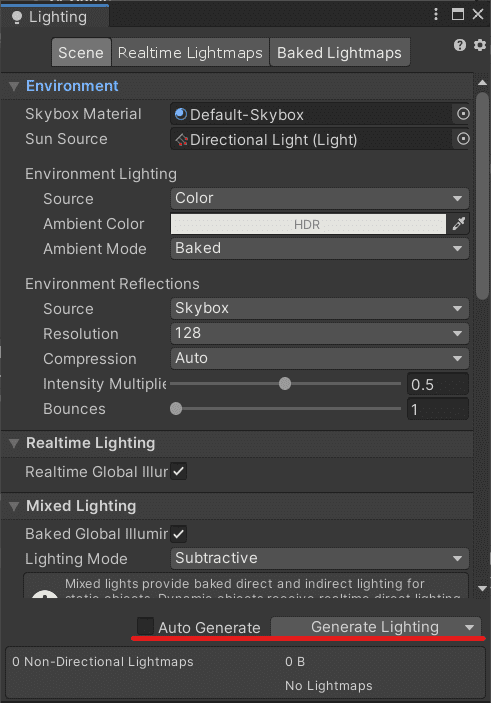 Lighting
Scene Realtime Lightmaps Baked Lightmaps
Environment
Skybox Material Default-Skybox
Sun Source Directional Light (Light)
Environment Lighting
Source Color
Ambient Color HDR
Ambient Mode Baked
Environment Reflections
Source Skybox
Resolution 128
Compression Auto
Intensity Multiplie 0.5
Bounces 1
Realtime Lighting
Realtime Global Illur
Mixed Lighting
Baked Global Illumir
Lighting Mode Subtractive
Mixed lights provide baked direct and indirect lighting for
static objects. Dynamic objects receive realtime direct lighting
Auto Generate Generate Lighting
0 Non-Directional Lightmaps 0 B
No Lightmaps